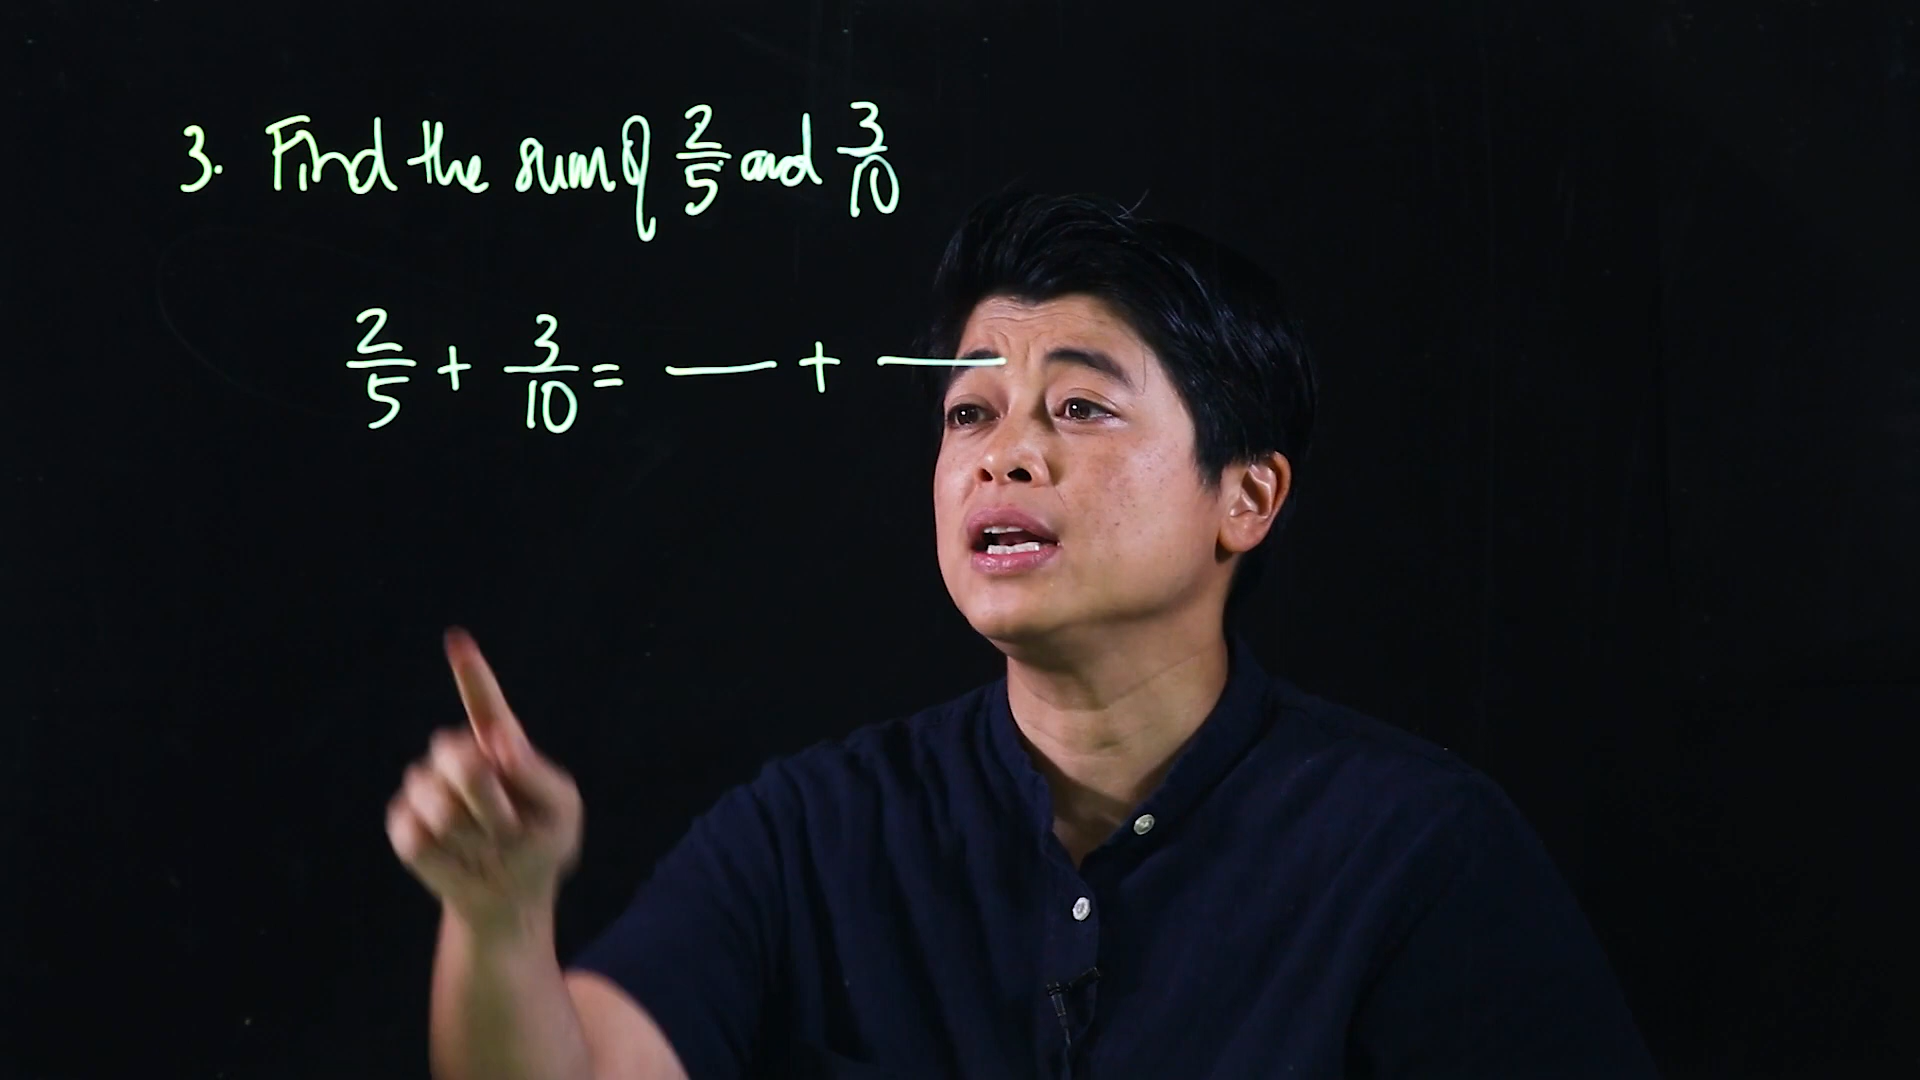 3. Find the sum of 2/5 and 3/10
2/5 + 3/10 = — + —